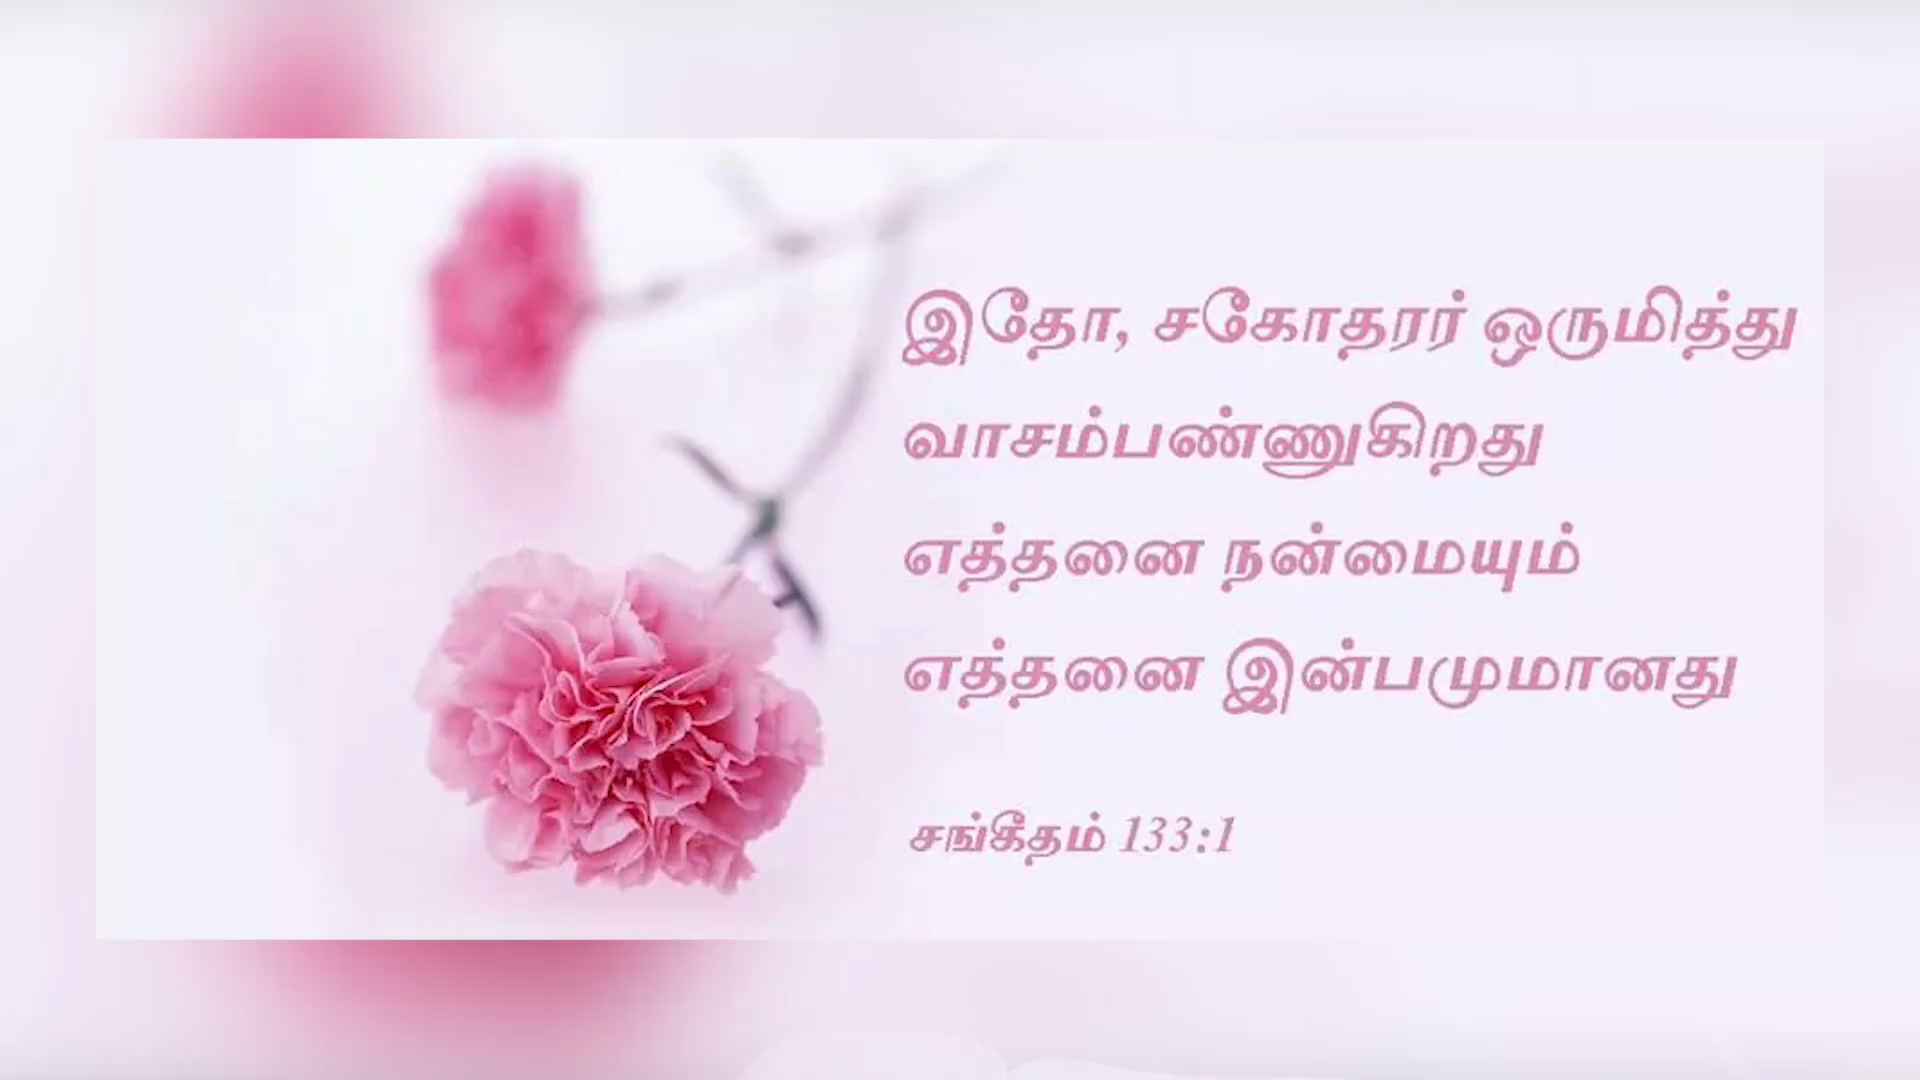 இதோ, சகோதரர் ஒருமித்து
வாசம்பண்ணுகிறது
எத்தனை நன்மையும்
எத்தனை இன்பமுமானது
சங்கீதம் 133:1